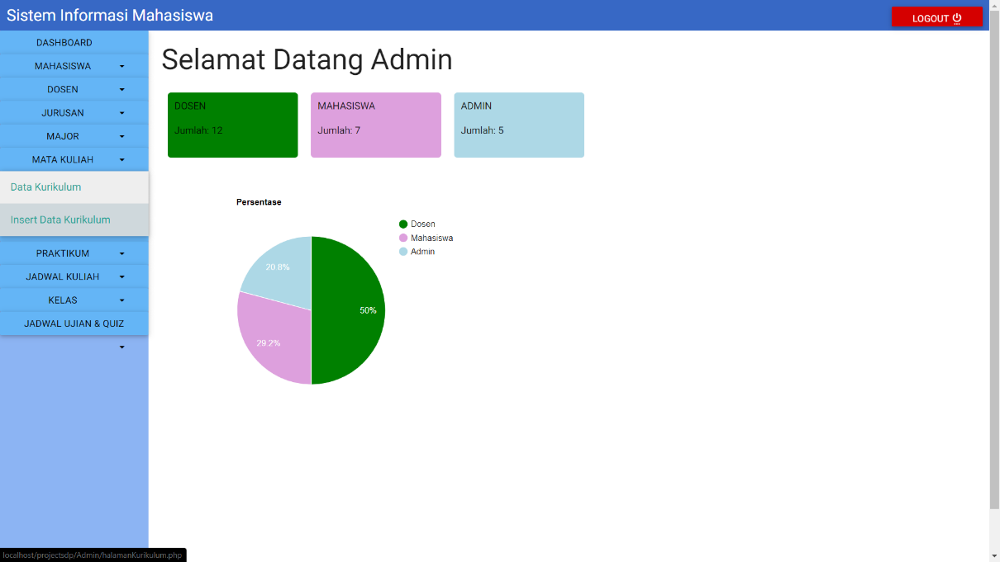 Sistem Informasi Mahasiswa
LOGOUT
DASHBOARD
MAHASISWA
DOSEN
JURUSAN
MAJOR
MATA KULIAH
Data Kurikulum
Insert Data Kurikulum
PRAKTIKUM
JADWAL KULIAH
KELAS
JADWAL UJIAN & QUIZ
Selamat Datang Admin
DOSEN
Jumlah: 12
MAHASISWA
Jumlah: 7
ADMIN
Jumlah: 5
Persentase
Dosen
Mahasiswa
Admin
20.8%
50%
29.2%
localhost/projectsdp/Admin/halamanKurikulum.php